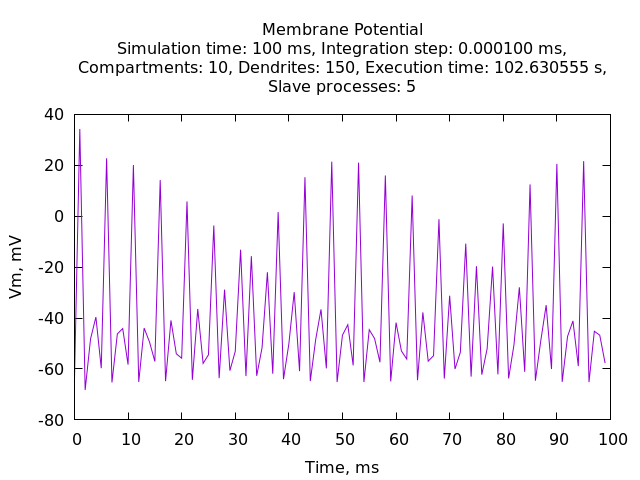 Membrane Potential
Simulation time: 100 ms, Integration step: 0.000100 ms,
Compartments: 10, Dendrites: 150, Execution time: 102.630555 s,
Slave processes: 5
40
20
0
-20
-40
-60
-80
Vm, mV
0 10 20 30 40 50 60 70 80 90 100
Time, ms